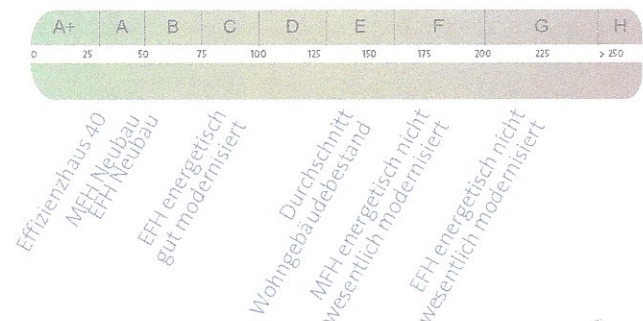 A+ A B C D E F G H
0 25 50 75 100 125 150 175 200 225 > 250
Effizienzhaus 40
MFH Neubau
EFH Neubau
EFH energetisch
gut modernisiert
Durchschnitt
Wohngebäudebestand
MFH energetisch nicht
wesentlich modernisiert
EFH energetisch nicht
wesentlich modernisiert